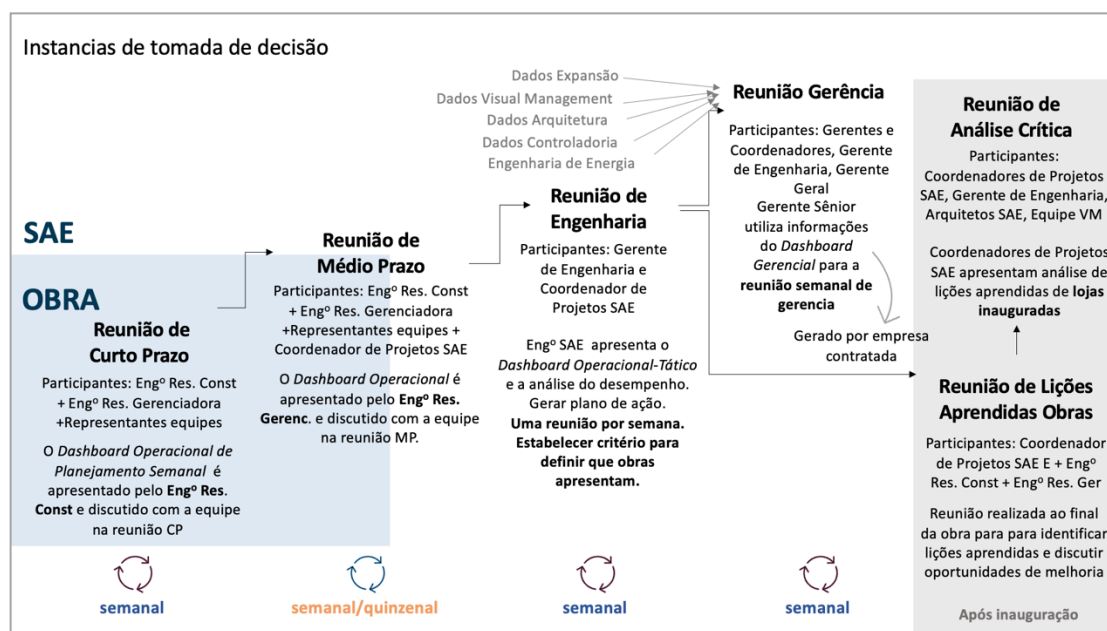 Instancias de tomada de decisão
SAE
OBRA
Reunião de
Curto Prazo
Participantes: Engº Res. Const
+ Engº Res. Gerenciadora
+Representantes equipes
O Dashboard Operacional de
Planejamento Semanal é
apresentado pelo Engº Res.
Const e discutido com a equipe
na reunião CP
semanal
Reunião de
Médio Prazo
Participantes: Engº Res. Const
+ Engº Res. Gerenciadora
+Representantes equipes +
Coordenador de Projetos SAE
O Dashboard Operacional é
apresentado pelo Engº Res.
Gerenc. e discutido com a equipe
na reunião MP.
semanal/quinzenal
Dados Expansão
Dados Visual Management
Dados Arquitetura
Dados Controladoria
Engenharia de Energia
Reunião de
Engenharia
Participantes: Gerente
de Engenharia e
Coordenador de
Projetos SAE
Engº SAE apresenta o
Dashboard Operacional-Tático
e a análise do desempenho.
Gerar plano de ação.
Uma reunião por semana.
Estabelecer critério para
definir que obras
apresentam.
semanal
Reunião Gerência
Participantes: Gerentes e
Coordenadores, Gerente
de Engenharia, Gerente
Geral
Gerente Sênior
utiliza informações
do Dashboard
Gerencial para a
reunião semanal de
gerencia
Gerado por empresa
contratada
semanal
Reunião de
Análise Crítica
Participantes:
Coordenadores de Projetos
SAE, Gerente de Engenharia,
Arquitetos SAE, Equipe VM
Coordenadores de Projetos
SAE apresentam análise de
lições aprendidas de lojas
inauguradas
Reunião de Lições
Aprendidas Obras
Participantes: Coordenador
de Projetos SAE E + Engº
Res. Const + Engº Res. Ger
Reunião realizada ao final
da obra para para identificar
lições aprendidas e discutir
oportunidades de melhoria
Após inauguração